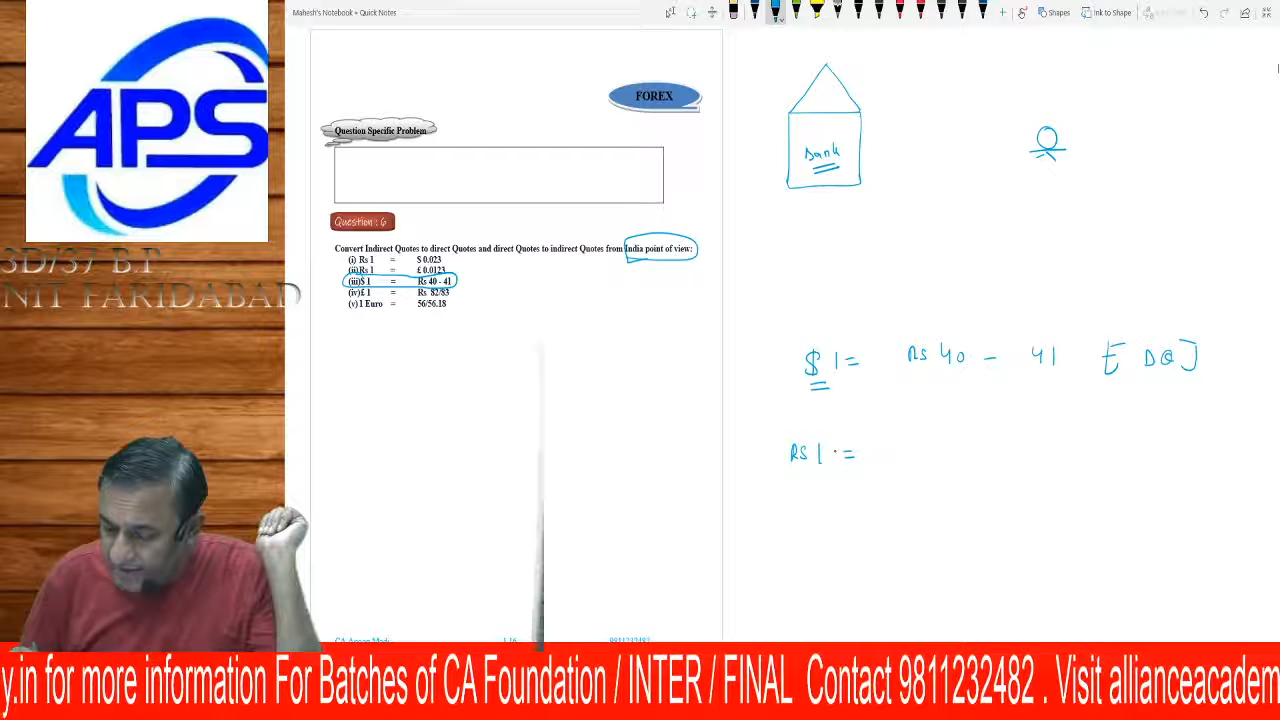 Mahesh's Notebook » Quick Notes
Shapes
Ink to Shape
APS
3D/37 B.P.
NIT FARIDABAD
FOREX
Question Specific Problem
Question : 6
Convert Indirect Quotes to direct Quotes and direct Quotes to indirect Quotes from India point of view:
(i) Rs 1 = $ 0.023
(ii) Rs 1 = £ 0.0123
(iii) $ 1 = Rs 40 - 41
(iv) £ 1 = Rs 82/83
(v) 1 Euro = 56/56.18
Bank
$ 1 = Rs 40 - 41 [ DQ ]
RS 1 =
9811232482
y.in for more information For Batches of CA Foundation / INTER / FINAL Contact 9811232482 . Visit allianceacadem